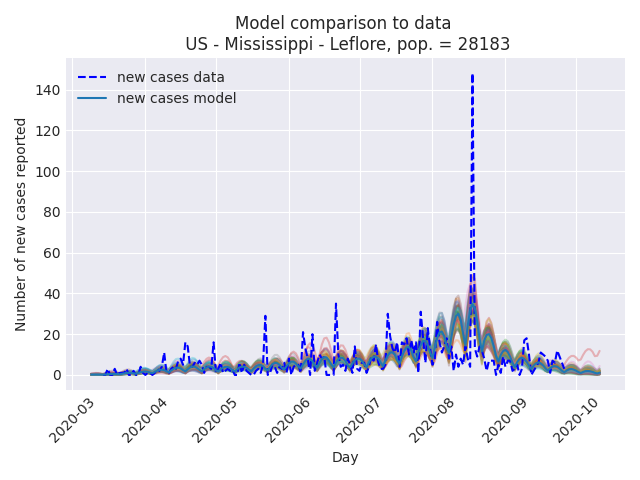 Model comparison to data
US - Mississippi - Leflore, pop. = 28183
new cases data
new cases model
Number of new cases reported
140
120
100
80
60
40
20
0
2020-03
2020-04
2020-05
2020-06
2020-07
2020-08
2020-09
2020-10
Day